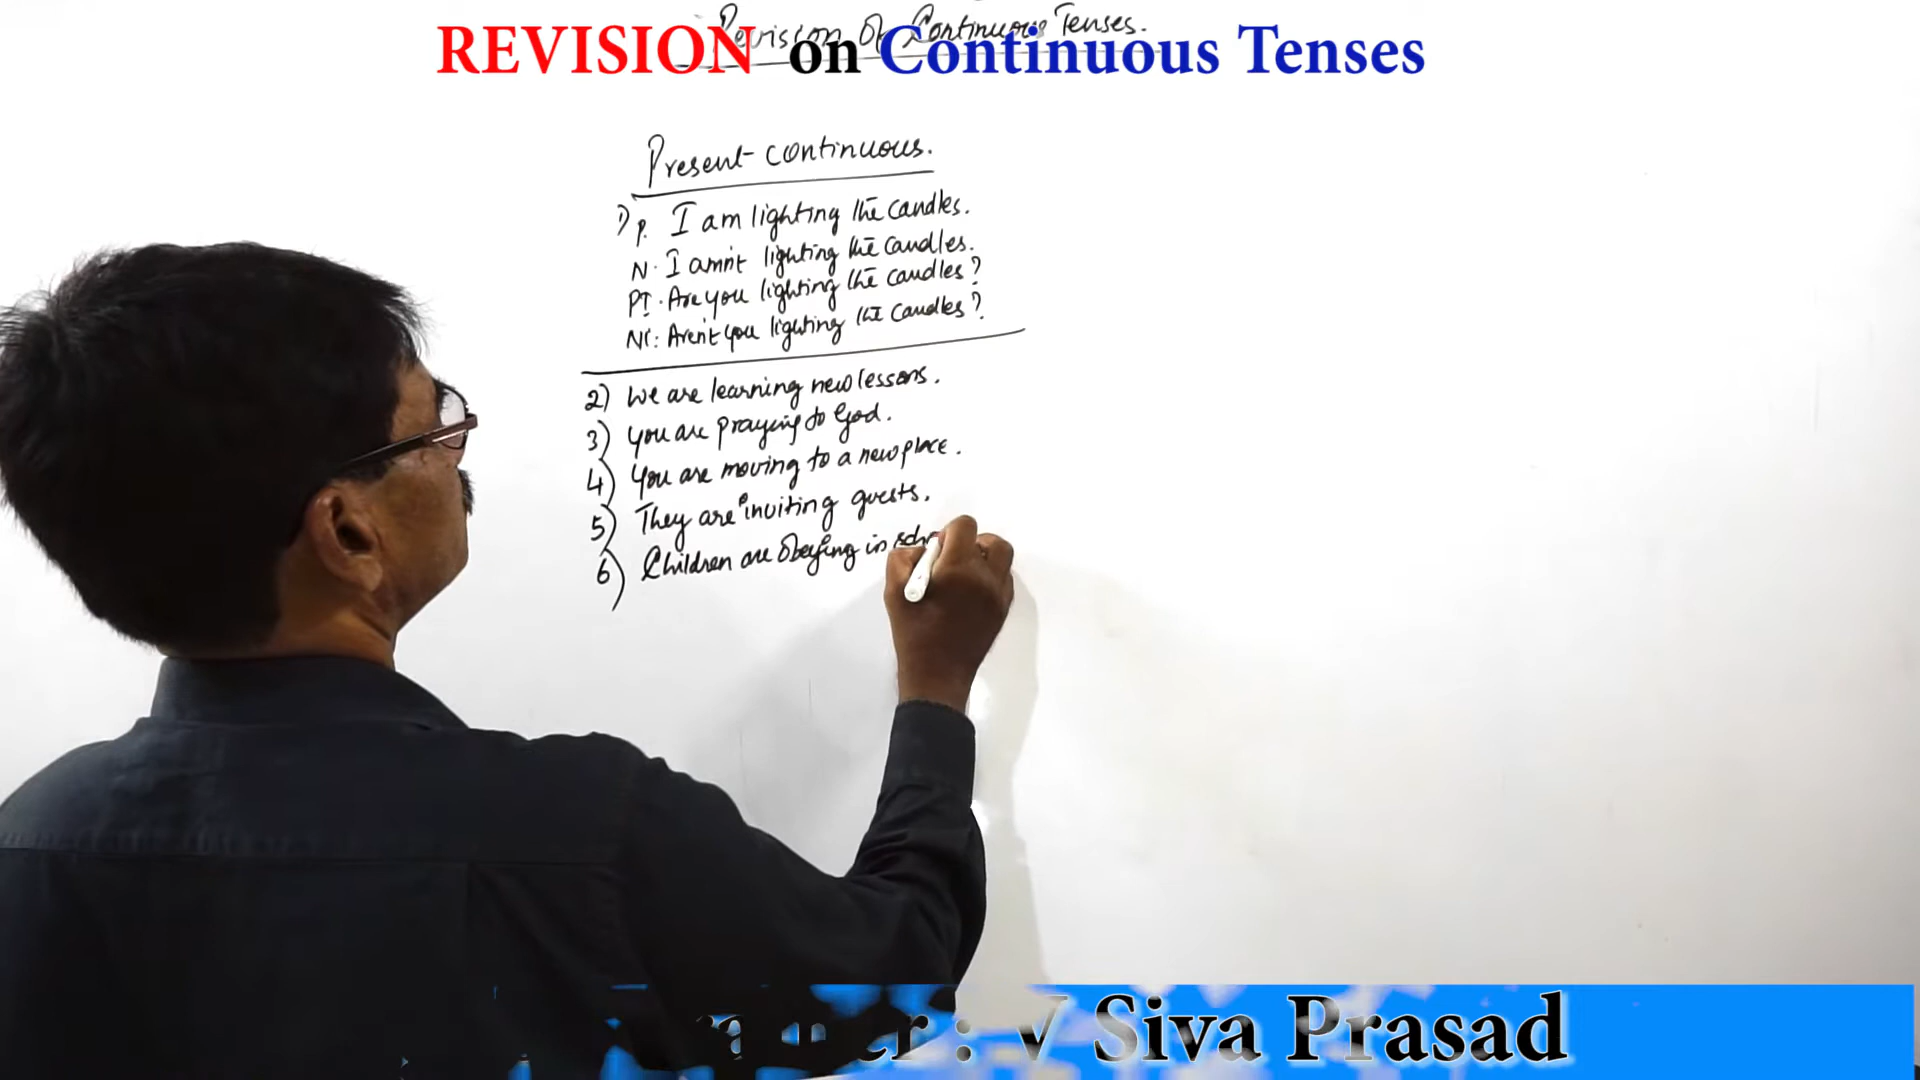 Revision Of Continuous Tenses.
REVISION on Continuous Tenses
Present continuous.
1) P. I am lighting the candles.
N. I amn't lighting the candles.
PI. Are you lighting the candles?
NI: Aren't you lighting the candles?
2) We are learning new lessons.
3) You are praying to God.
4) You are moving to a new place.
5) They are inviting guests.
6) Children are obeying in scho
: V Siva Prasad